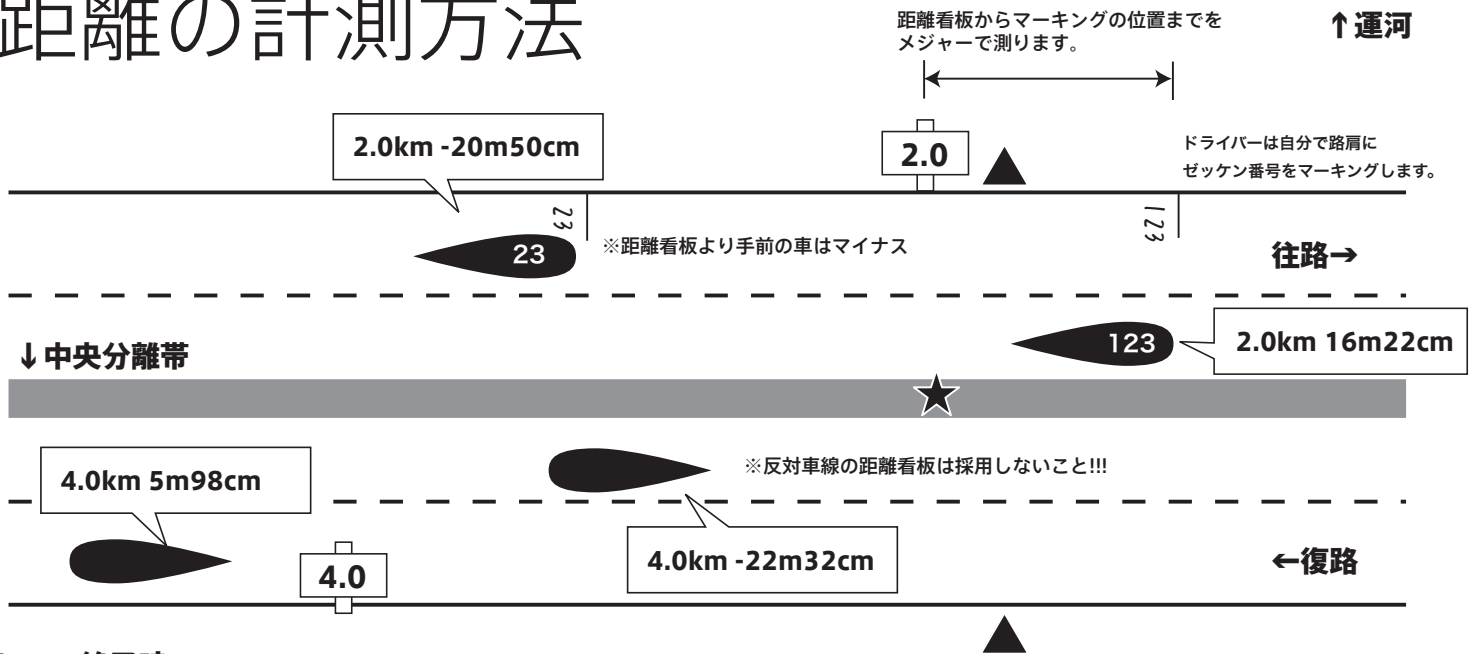 距離の計測方法
距離看板からマーキングの位置までを
メジャーで測ります。
↑運河
2.0km -20m50cm
2.0
ドライバーは自分で路肩に
ゼッケン番号をマーキングします。
23
123
23
※距離看板より手前の車はマイナス
往路→
↓中央分離帯
123
2.0km 16m22cm
4.0km 5m98cm
※反対車線の距離看板は採用しないこと!!!
4.0
4.0km -22m32cm
←復路